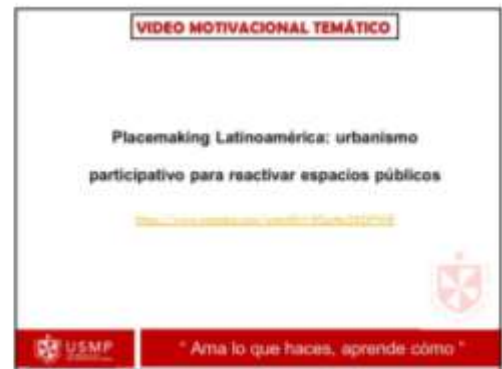 VIDEO MOTIVACIONAL TEMÁTICO
Placemaking Latinoamérica: urbanismo
participativo para reactivar espacios públicos
USMP
" Ama lo que haces, aprende cómo "